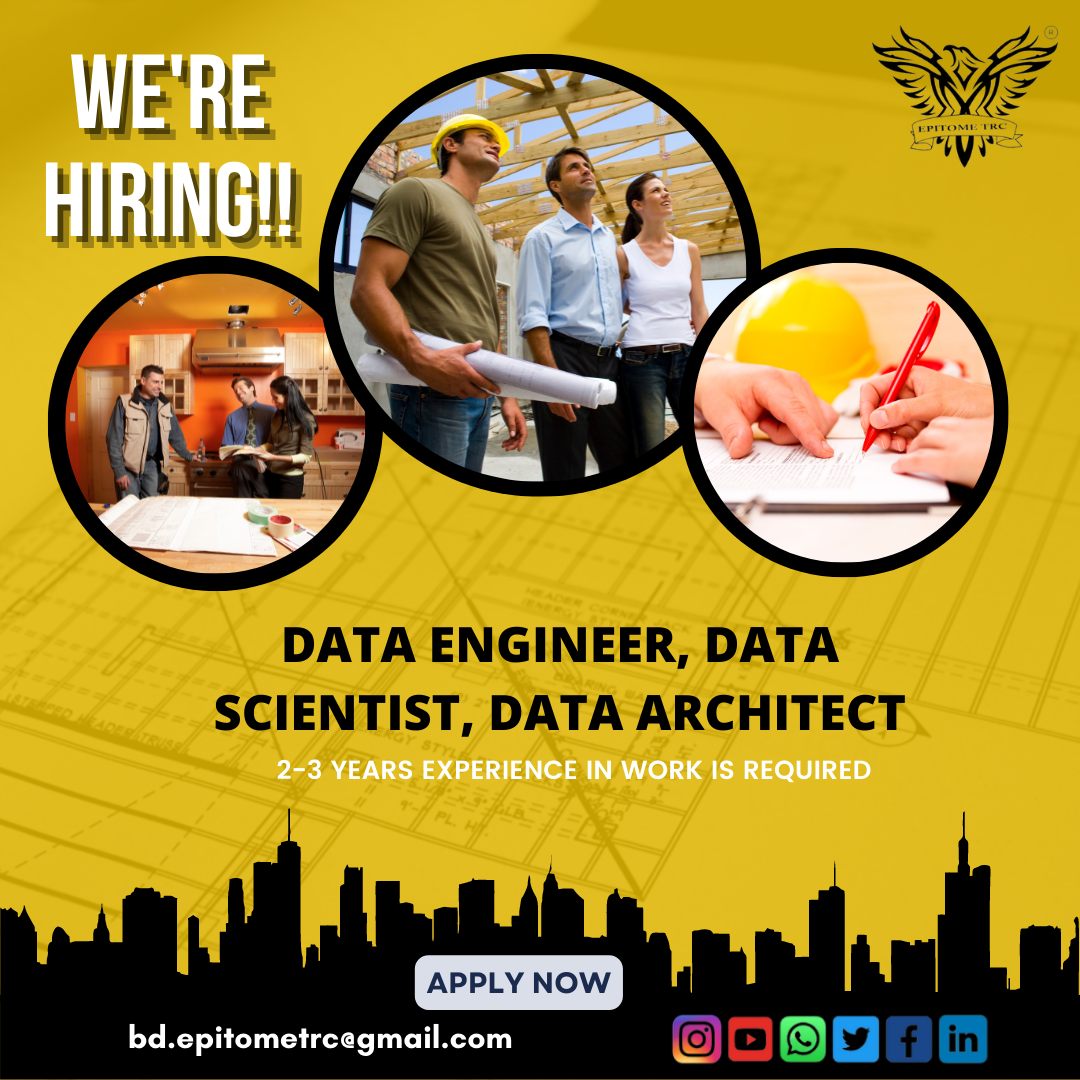 WE'RE
HIRING!!
®
EPITOME TRC
DATA ENGINEER, DATA
SCIENTIST, DATA ARCHITECT
2-3 YEARS EXPERIENCE IN WORK IS REQUIRED
APPLY NOW
bd.epitometrc@gmail.com
in